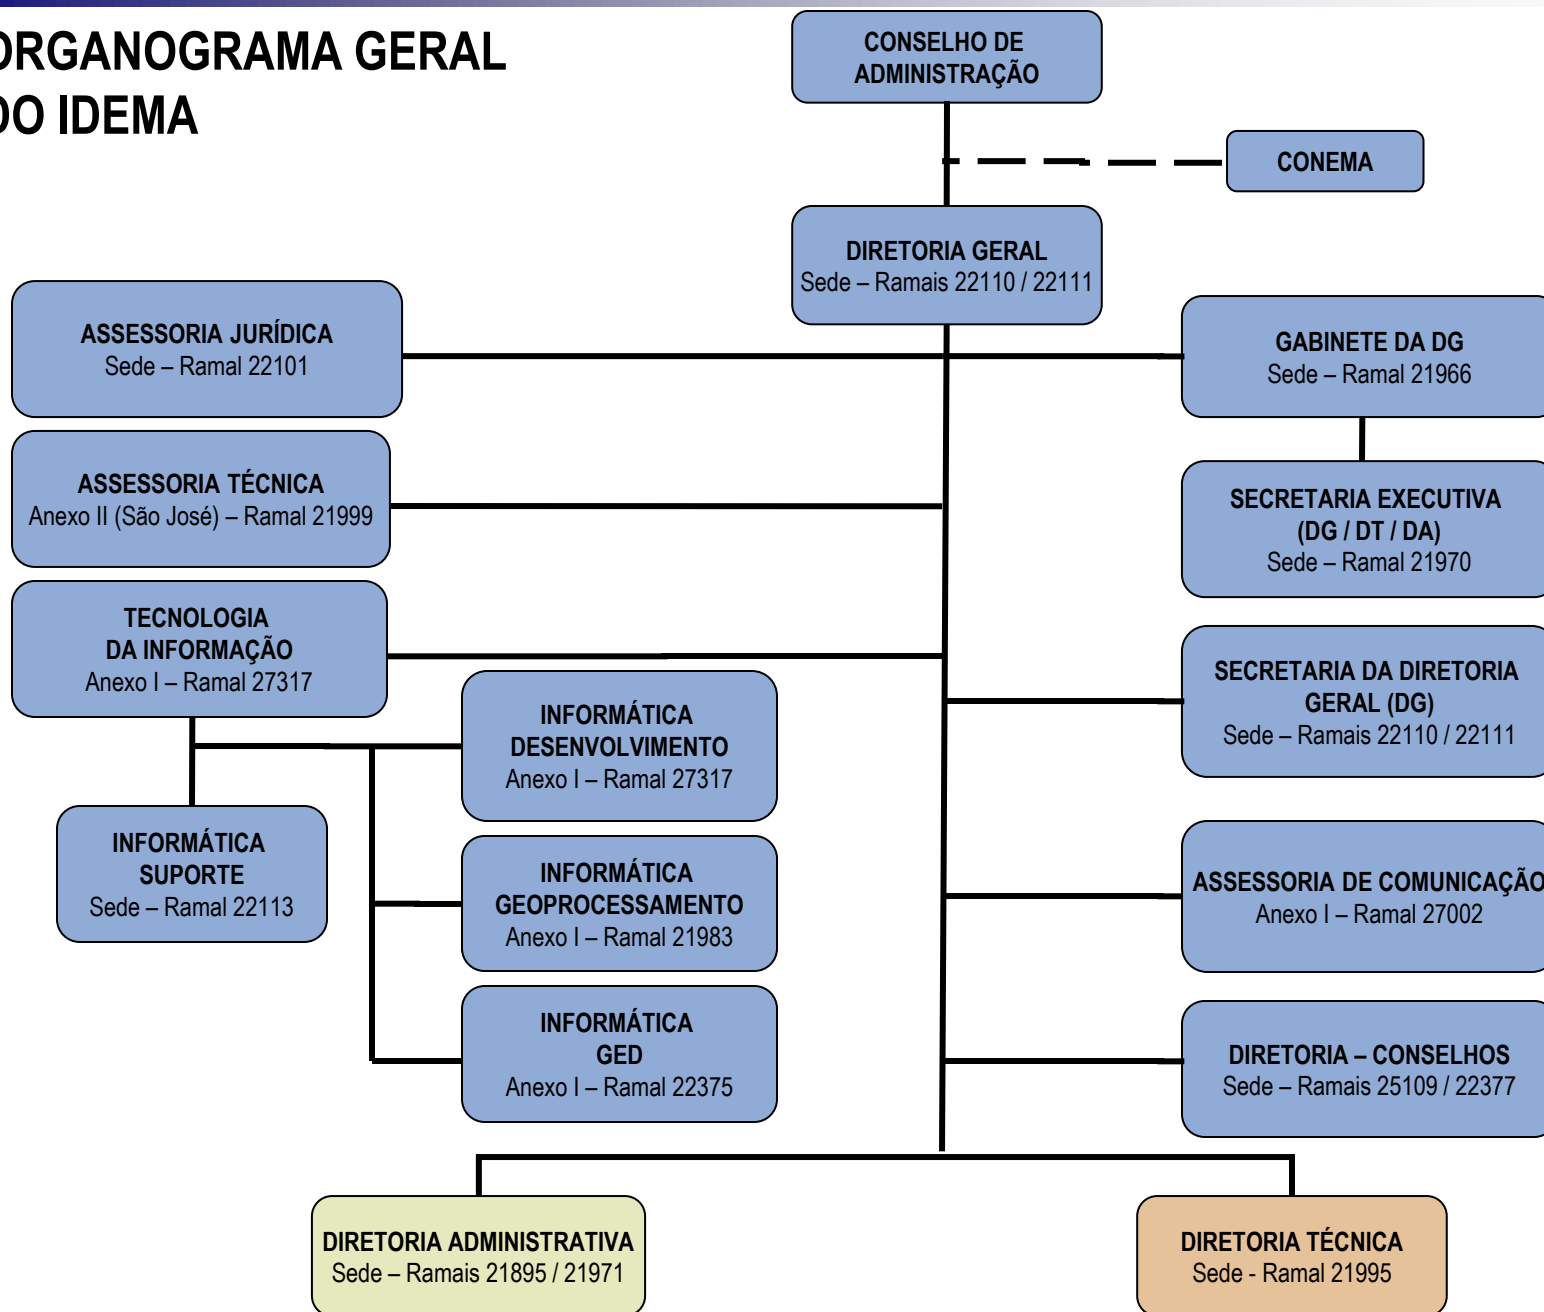 ORGANOGRAMA GERAL
DO IDEMA
CONSELHO DE
ADMINISTRAÇÃO
CONEMA
DIRETORIA GERAL
Sede – Ramais 22110 / 22111
ASSESSORIA JURÍDICA
Sede – Ramal 22101
GABINETE DA DG
Sede – Ramal 21966
ASSESSORIA TÉCNICA
Anexo II (São José) – Ramal 21999
SECRETARIA EXECUTIVA
(DG / DT / DA)
Sede – Ramal 21970
TECNOLOGIA
DA INFORMAÇÃO
Anexo I – Ramal 27317
SECRETARIA DA DIRETORIA
GERAL (DG)
Sede – Ramais 22110 / 22111
INFORMÁTICA
DESENVOLVIMENTO
Anexo I – Ramal 27317
INFORMÁTICA
SUPORTE
Sede – Ramal 22113
INFORMÁTICA
GEOPROCESSAMENTO
Anexo I – Ramal 21983
ASSESSORIA DE COMUNICAÇÃO
Anexo I – Ramal 27002
INFORMÁTICA
GED
Anexo I – Ramal 22375
DIRETORIA – CONSELHOS
Sede – Ramais 25109 / 22377
DIRETORIA ADMINISTRATIVA
Sede – Ramais 21895 / 21971
DIRETORIA TÉCNICA
Sede - Ramal 21995